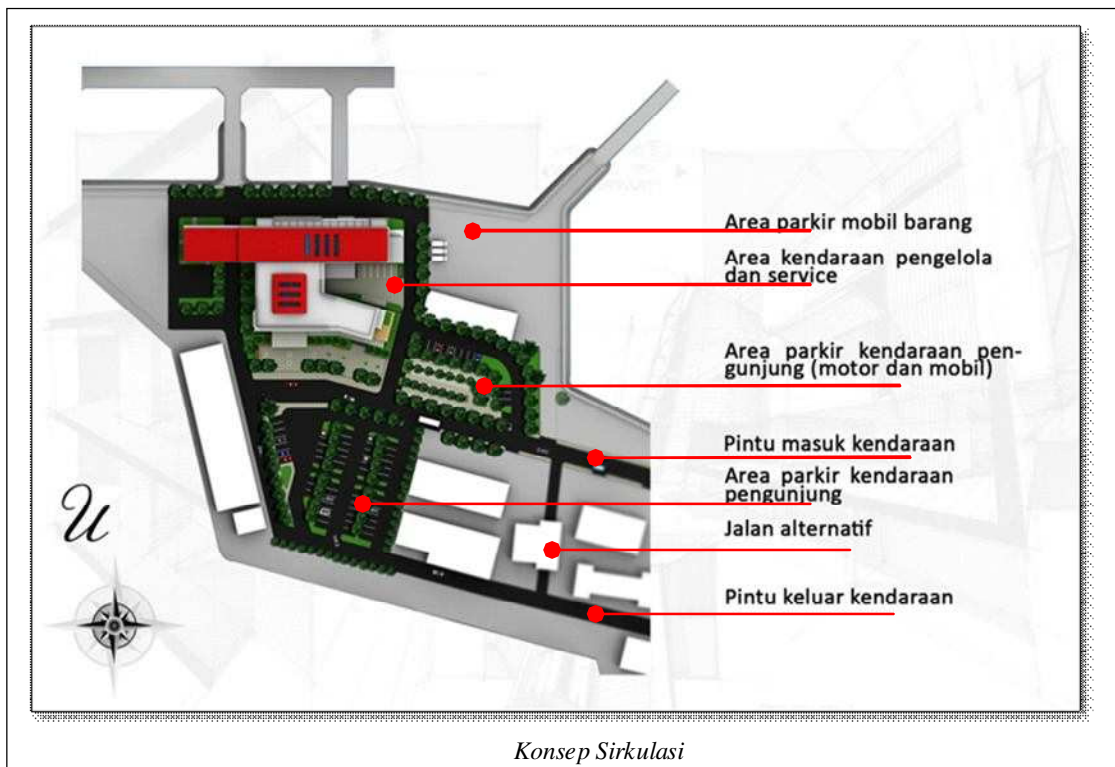 Area parkir mobil barang
Area kendaraan pengelola
dan service
Area parkir kendaraan pen-
gunjung (motor dan mobil)
Pintu masuk kendaraan
Area parkir kendaraan
pengunjung
Jalan alternatif
Pintu keluar kendaraan
U
Konsep Sirkulasi